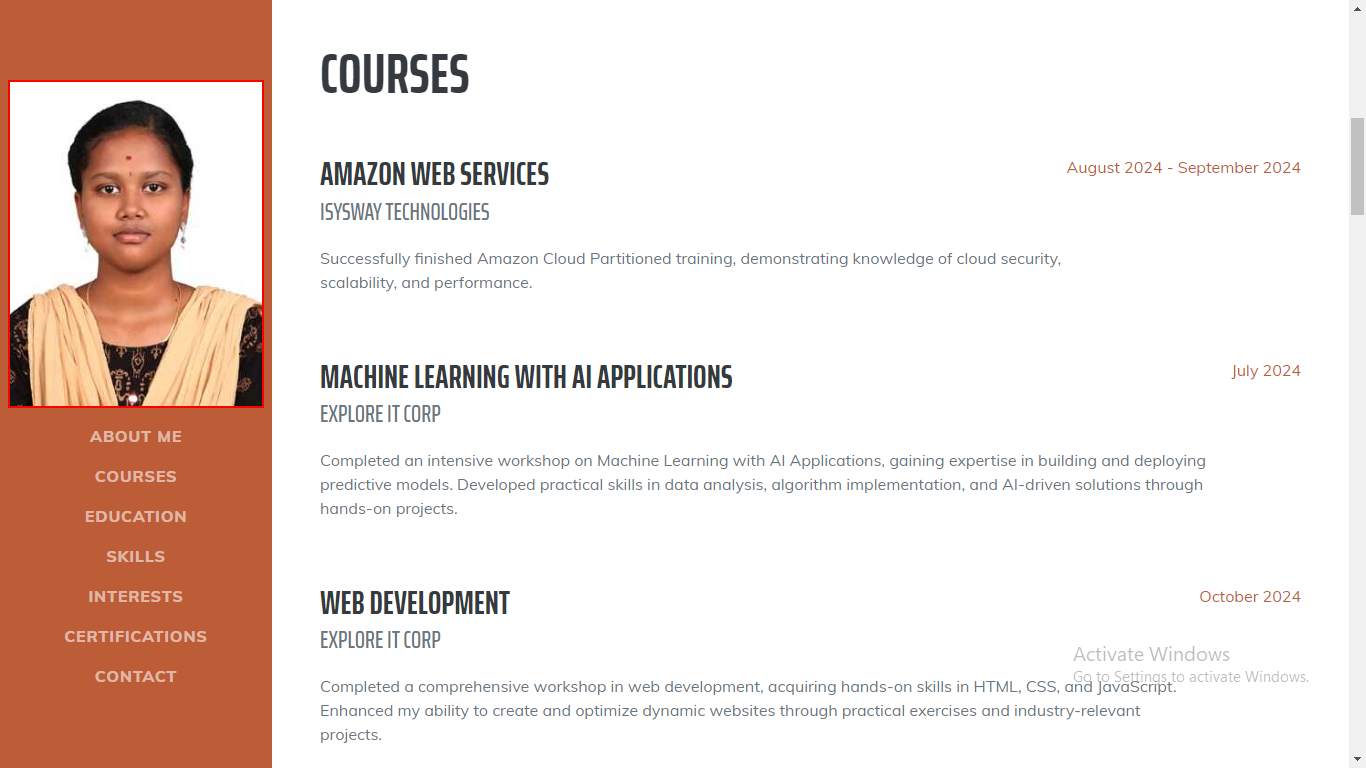 ABOUT ME
COURSES
EDUCATION
SKILLS
INTERESTS
CERTIFICATIONS
CONTACT
COURSES
AMAZON WEB SERVICES
August 2024 - September 2024
ISYSWAY TECHNOLOGIES
Successfully finished Amazon Cloud Partitioned training, demonstrating knowledge of cloud security,
scalability, and performance.
MACHINE LEARNING WITH AI APPLICATIONS
July 2024
EXPLORE IT CORP
Completed an intensive workshop on Machine Learning with AI Applications, gaining expertise in building and deploying
predictive models. Developed practical skills in data analysis, algorithm implementation, and AI-driven solutions through
hands-on projects.
WEB DEVELOPMENT
October 2024
EXPLORE IT CORP
Completed a comprehensive workshop in web development, acquiring hands-on skills in HTML, CSS, and JavaScript.
Enhanced my ability to create and optimize dynamic websites through practical exercises and industry-relevant
projects.
Activate Windows
Go to Settings to activate Windows.